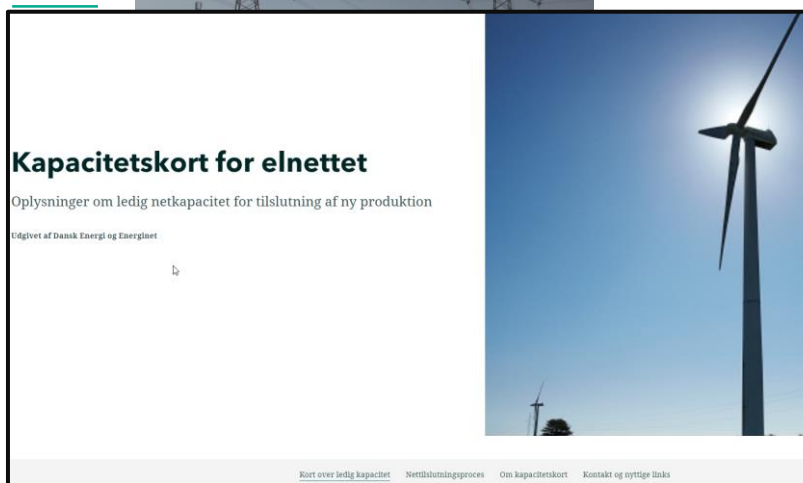 Kapacitetskort for elnettet
Oplysninger om ledig netkapacitet for tilslutning af ny produktion
Udgivet af Dansk Energi og Energinet
Kort over ledig kapacitet Nettilslutningsproces Om kapacitetskort Kontakt og nyttige links